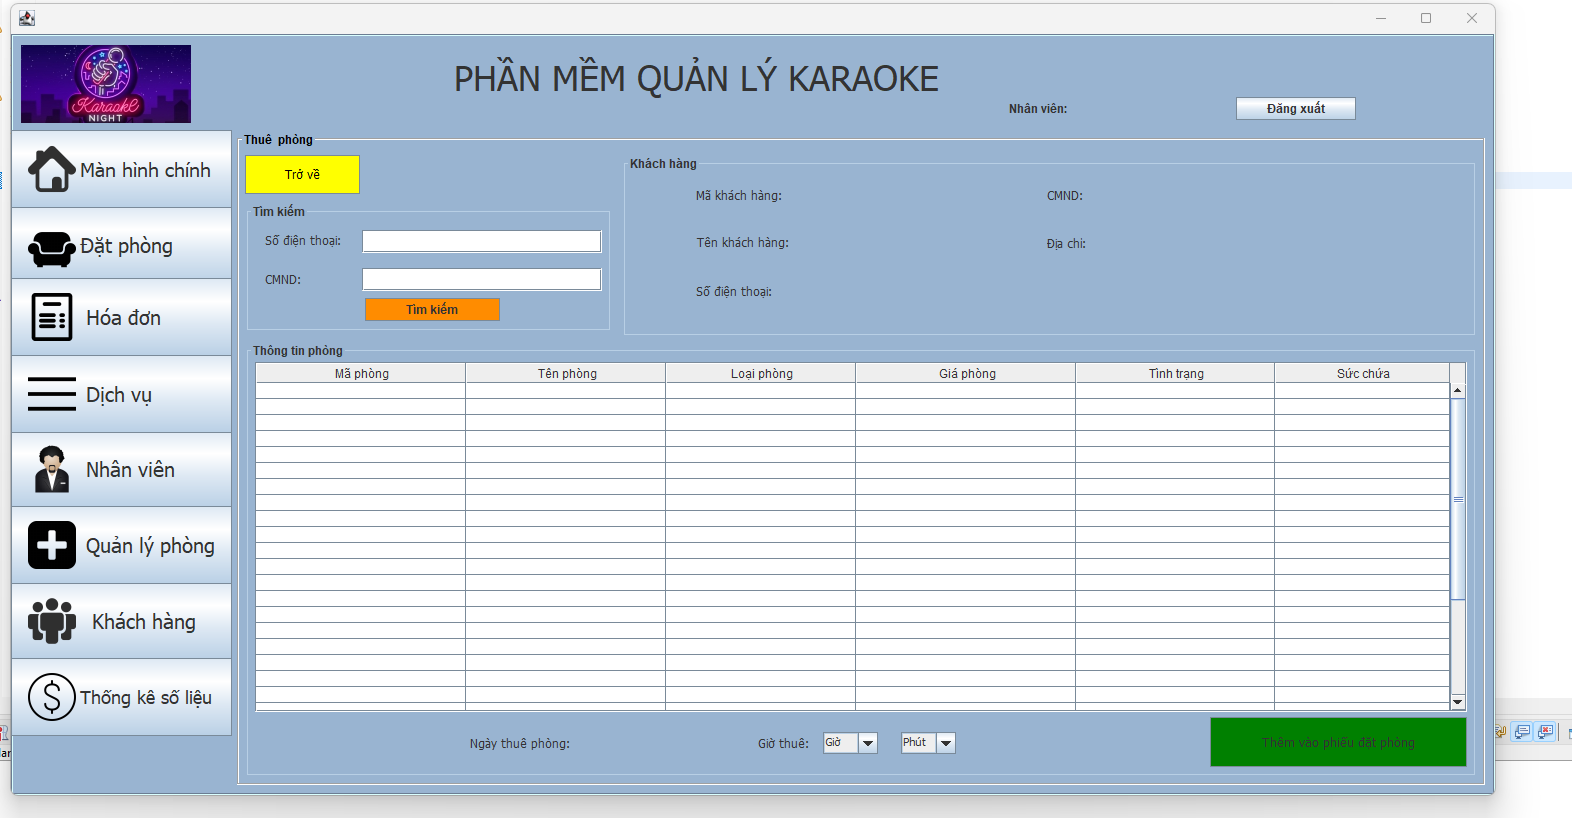 Karaoke
NIGHT
PHẦN MỀM QUẢN LÝ KARAOKE
Nhân viên:
Đăng xuất
Màn hình chính
Đặt phòng
Hóa đơn
Dịch vụ
Nhân viên
Quản lý phòng
Khách hàng
Thống kê số liệu
Thuê phòng
Trở về
Tìm kiếm
Số điện thoại:
CMND:
Tìm kiếm
Khách hàng
Mã khách hàng:
CMND:
Tên khách hàng:
Địa chỉ:
Số điện thoại:
Thông tin phòng
Mã phòng Tên phòng Loại phòng Giá phòng Tình trạng Sức chứa
Ngày thuê phòng:
Giờ thuê:
Giờ
Phút
Thêm vào phiếu đặt phòng